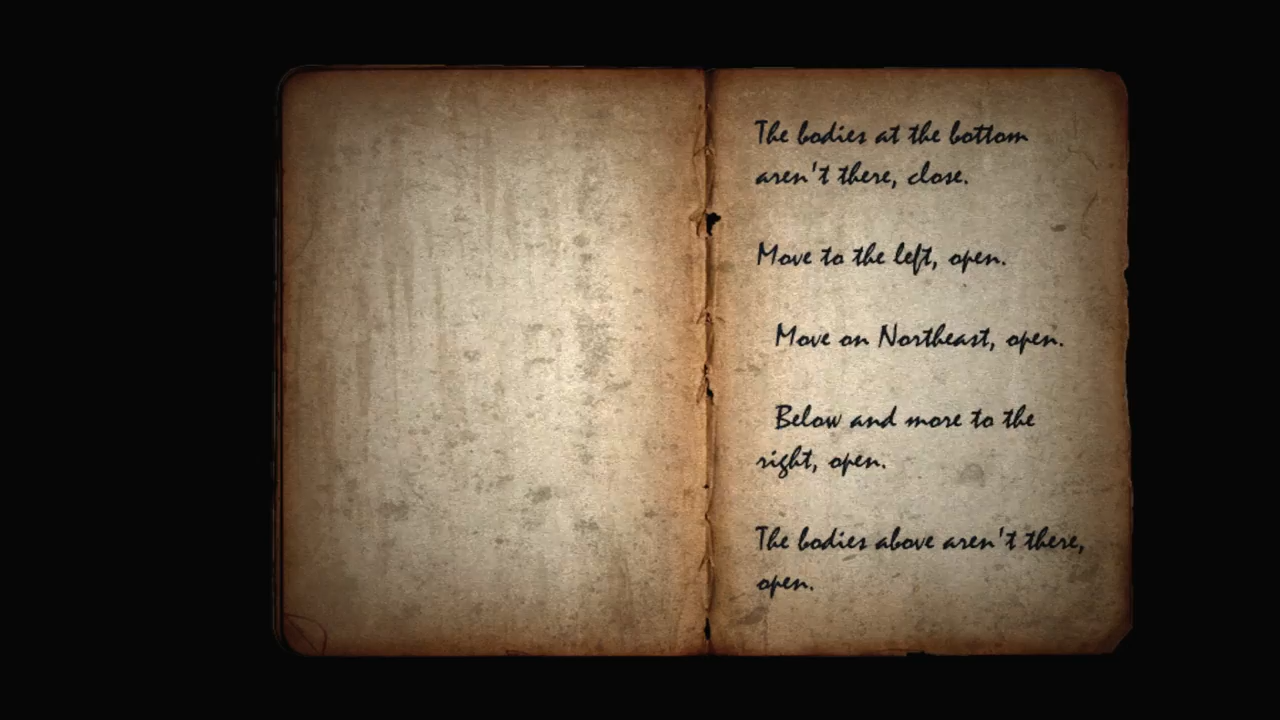 The bodies at the bottom
aren't there, close.
Move to the left, open.
Move on Northeast, open.
Below and more to the
right, open.
The bodies above aren't there,
open.